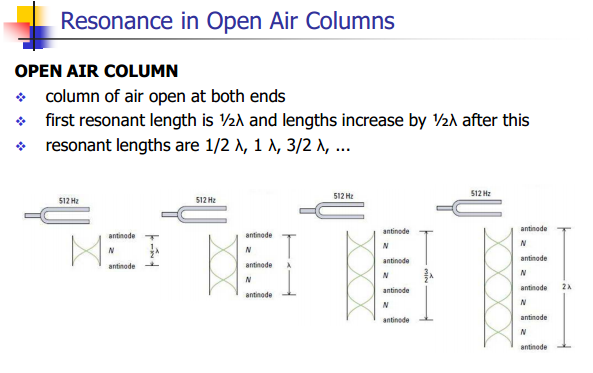 Resonance in Open Air Columns
OPEN AIR COLUMN
column of air open at both ends
first resonant length is ½λ and lengths increase by ½λ after this
resonant lengths are 1/2 λ, 1 λ, 3/2 λ, ...
512 Hz
antinode
N
antinode
1/2 λ
512 Hz
antinode
N
antinode
N
antinode
λ
512 Hz
antinode
N
antinode
N
antinode
N
antinode
3/2 λ
512 Hz
antinode
N
antinode
N
antinode
N
antinode
N
antinode
2λ